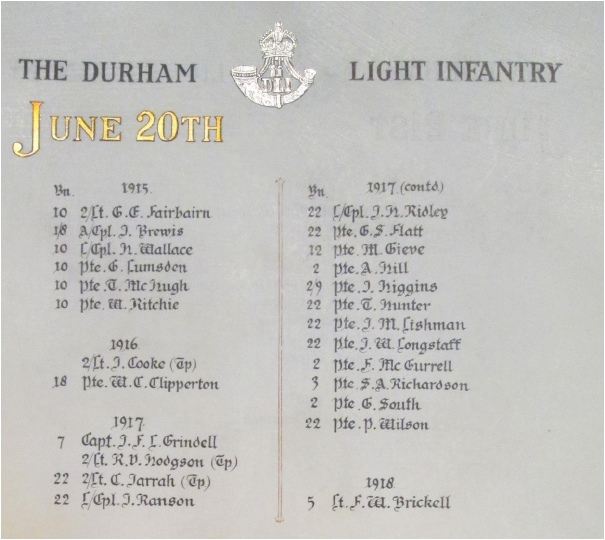 THE DURHAM LIGHT INFANTRY
DLI
JUNE 20TH
Bn. 1915.
10 2/Lt. G.E. Fairbairn
1/8 A/Cpl. J. Brewis
10 L/Cpl. N. Wallace
10 Pte. G. Lumsden
10 Pte. T. McHugh
10 Pte. W. Ritchie
1916
2/Lt. J. Cooke (Tp)
18 Pte. W.C. Clipperton
1917
7 Capt. J.F.L. Grindell
2/Lt. R.V. Hodgson (Tp)
22 2/Lt. C. Jarrah (Tp)
22 L/Cpl. J. Ranson
Bn. 1917 (contd)
22 L/Cpl. J.N. Ridley
22 Pte. G.S. Flatt
12 Pte. M. Gieve
2 Pte. A. Hill
29 Pte. J. Higgins
22 Pte. T. Hunter
22 Pte. J. M. Lishman
22 Pte. J. W. Longstaff
2 Pte. F. McGurrell
3 Pte. S.A. Richardson
2 Pte. G. South
22 Pte. P. Wilson
1918
5 Lt. F.W. Brickell